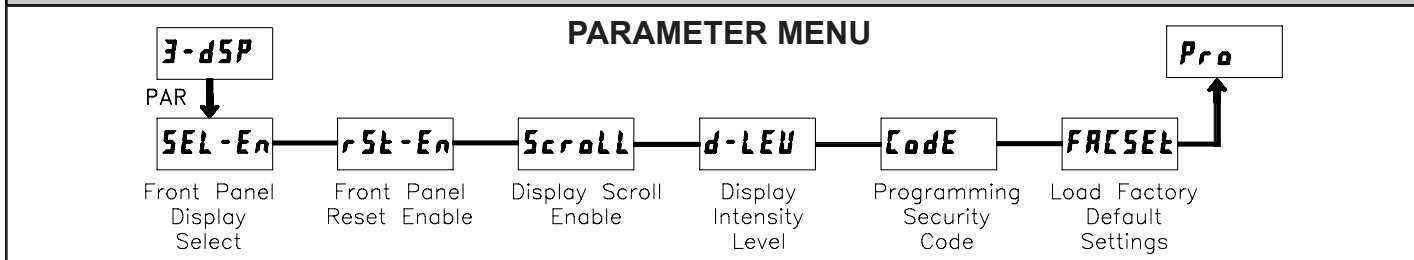 PARAMETER MENU
3-dSP
Pro
PAR
SEL-En
rSt-En
ScroLL
d-LEV
CodE
FACSEt
Front Panel
Display
Select
Front Panel
Reset Enable
Display Scroll
Enable
Display
Intensity
Level
Programming
Security
Code
Load Factory
Default
Settings